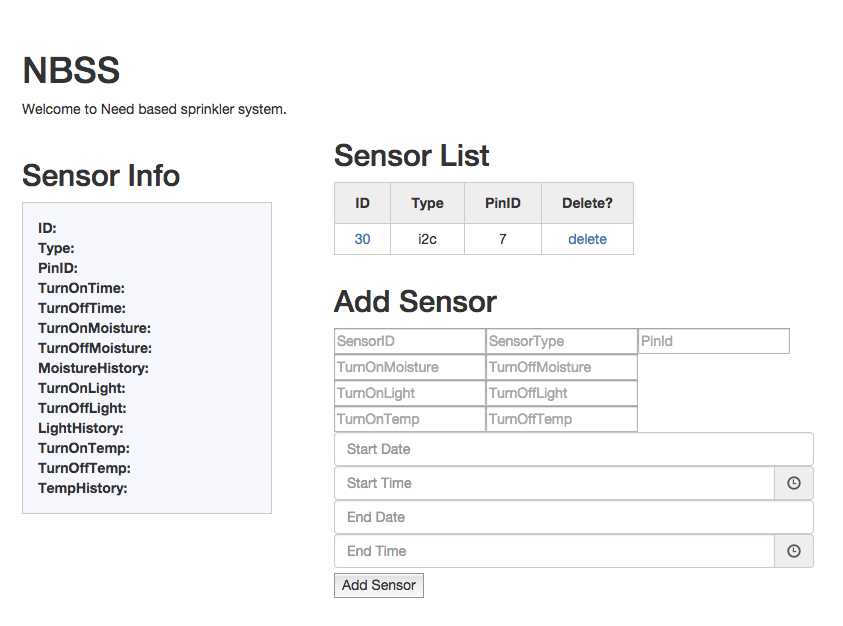 NBSS
Welcome to Need based sprinkler system.
Sensor Info
ID:
Type:
PinID:
TurnOnTime:
TurnOffTime:
TurnOnMoisture:
TurnOffMoisture:
MoistureHistory:
TurnOnLight:
TurnOffLight:
LightHistory:
TurnOnTemp:
TurnOffTemp:
TempHistory:
Sensor List
ID Type PinID Delete?
30 i2c 7 delete
Add Sensor
SensorID SensorType PinId
TurnOnMoisture TurnOffMoisture
TurnOnLight TurnOffLight
TurnOnTemp TurnOffTemp
Start Date
Start Time
End Date
End Time
Add Sensor